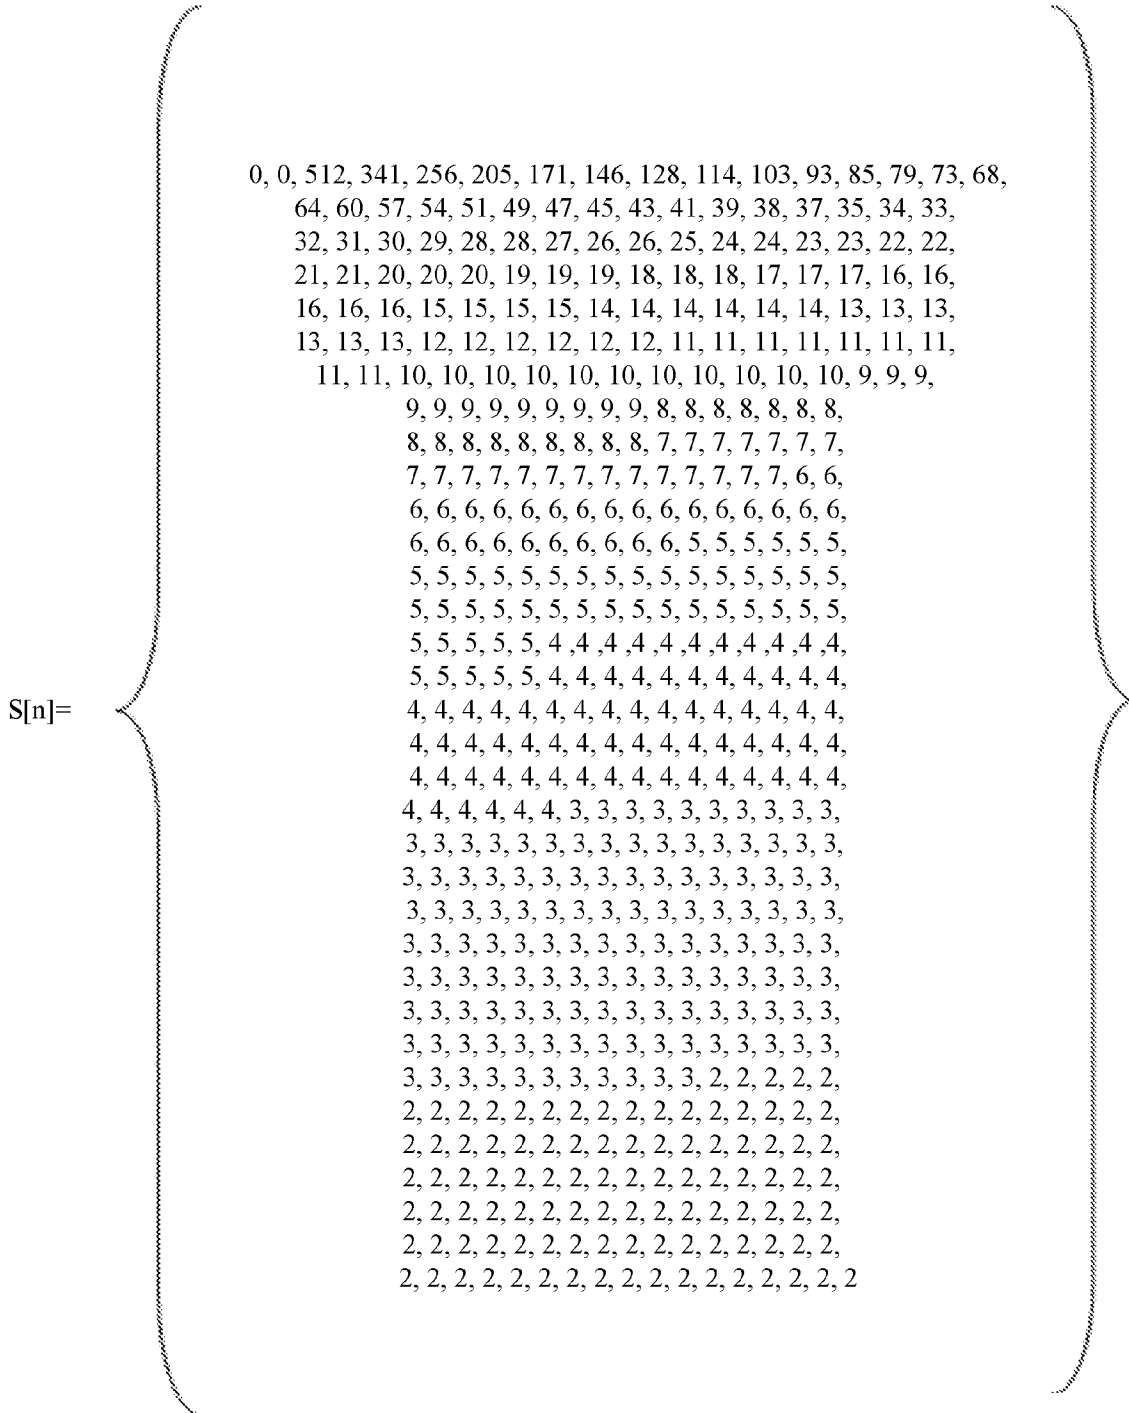 S[n]=
0, 0, 512, 341, 256, 205, 171, 146, 128, 114, 103, 93, 85, 79, 73, 68,
64, 60, 57, 54, 51, 49, 47, 45, 43, 41, 39, 38, 37, 35, 34, 33,
32, 31, 30, 29, 28, 28, 27, 26, 26, 25, 24, 24, 23, 23, 22, 22,
21, 21, 20, 20, 20, 19, 19, 19, 18, 18, 18, 17, 17, 17, 16, 16,
16, 16, 16, 15, 15, 15, 15, 14, 14, 14, 14, 14, 14, 13, 13, 13,
13, 13, 13, 12, 12, 12, 12, 12, 12, 11, 11, 11, 11, 11, 11, 11,
11, 11, 10, 10, 10, 10, 10, 10, 10, 10, 10, 10, 10, 9, 9, 9,
9, 9, 9, 9, 9, 9, 9, 9, 9, 8, 8, 8, 8, 8, 8, 8,
8, 8, 8, 8, 8, 8, 8, 8, 8, 7, 7, 7, 7, 7, 7, 7,
7, 7, 7, 7, 7, 7, 7, 7, 7, 7, 7, 7, 7, 7, 6, 6,
6, 6, 6, 6, 6, 6, 6, 6, 6, 6, 6, 6, 6, 6, 6, 6,
6, 6, 6, 6, 6, 6, 6, 6, 6, 6, 5, 5, 5, 5, 5, 5,
5, 5, 5, 5, 5, 5, 5, 5, 5, 5, 5, 5, 5, 5, 5, 5,
5, 5, 5, 5, 5, 5, 5, 5, 5, 5, 5, 5, 5, 5, 5, 5,
5, 5, 5, 5, 5, 4 ,4 ,4 ,4 ,4 ,4 ,4 ,4 ,4 ,4 ,4,
5, 5, 5, 5, 5, 4, 4, 4, 4, 4, 4, 4, 4, 4, 4, 4,
4, 4, 4, 4, 4, 4, 4, 4, 4, 4, 4, 4, 4, 4, 4, 4,
4, 4, 4, 4, 4, 4, 4, 4, 4, 4, 4, 4, 4, 4, 4, 4,
4, 4, 4, 4, 4, 4, 4, 4, 4, 4, 4, 4, 4, 4, 4, 4,
4, 4, 4, 4, 4, 4, 3, 3, 3, 3, 3, 3, 3, 3, 3, 3,
3, 3, 3, 3, 3, 3, 3, 3, 3, 3, 3, 3, 3, 3, 3, 3,
3, 3, 3, 3, 3, 3, 3, 3, 3, 3, 3, 3, 3, 3, 3, 3,
3, 3, 3, 3, 3, 3, 3, 3, 3, 3, 3, 3, 3, 3, 3, 3,
3, 3, 3, 3, 3, 3, 3, 3, 3, 3, 3, 3, 3, 3, 3, 3,
3, 3, 3, 3, 3, 3, 3, 3, 3, 3, 3, 3, 3, 3, 3, 3,
3, 3, 3, 3, 3, 3, 3, 3, 3, 3, 3, 3, 3, 3, 3, 3,
3, 3, 3, 3, 3, 3, 3, 3, 3, 3, 3, 3, 3, 3, 3, 3,
3, 3, 3, 3, 3, 3, 3, 3, 3, 3, 3, 2, 2, 2, 2, 2,
2, 2, 2, 2, 2, 2, 2, 2, 2, 2, 2, 2, 2, 2, 2, 2,
2, 2, 2, 2, 2, 2, 2, 2, 2, 2, 2, 2, 2, 2, 2, 2,
2, 2, 2, 2, 2, 2, 2, 2, 2, 2, 2, 2, 2, 2, 2, 2,
2, 2, 2, 2, 2, 2, 2, 2, 2, 2, 2, 2, 2, 2, 2, 2,
2, 2, 2, 2, 2, 2, 2, 2, 2, 2, 2, 2, 2, 2, 2, 2,
2, 2, 2, 2, 2, 2, 2, 2, 2, 2, 2, 2, 2, 2, 2, 2, 2